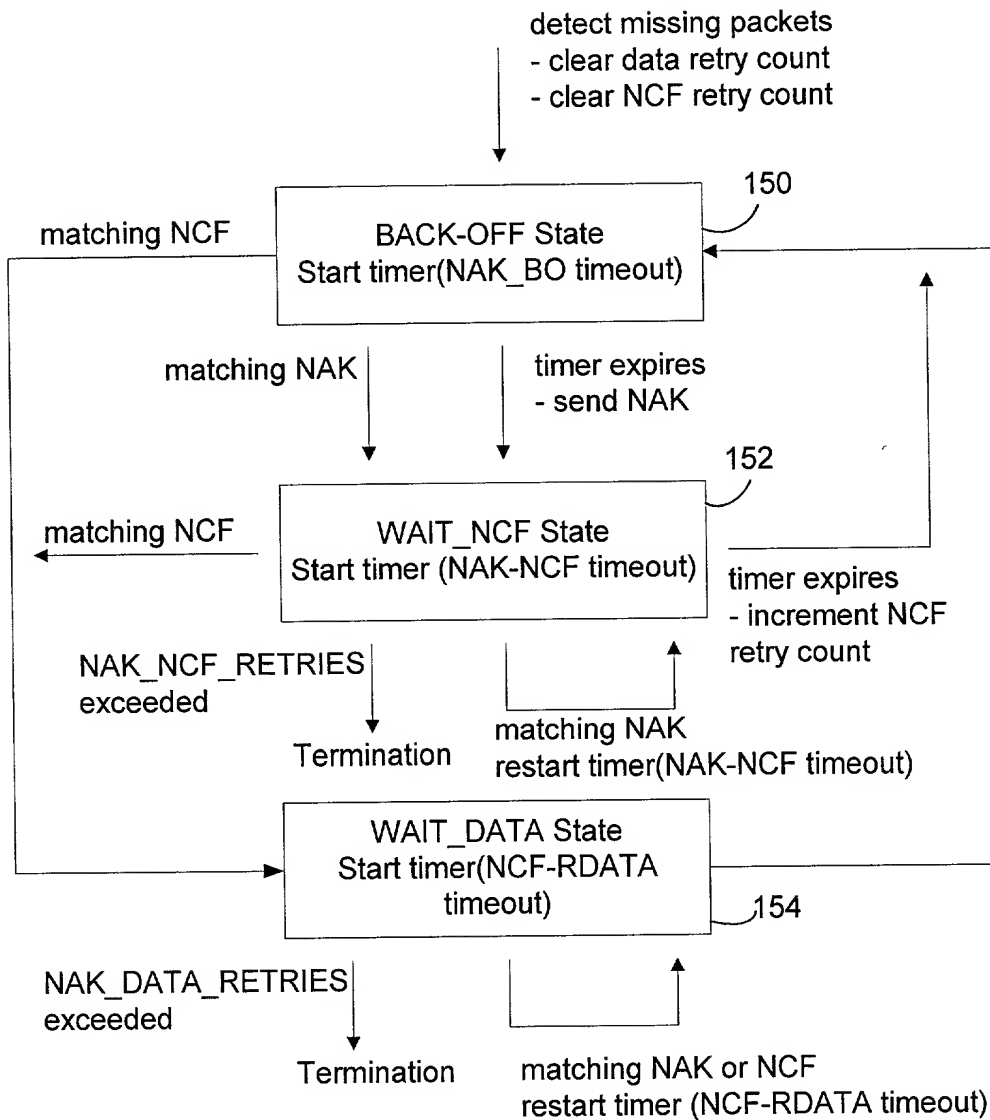 detect missing packets
- clear data retry count
- clear NCF retry count
150
matching NCF
BACK-OFF State
Start timer(NAK_BO timeout)
matching NAK
timer expires
- send NAK
152
matching NCF
WAIT_NCF State
Start timer (NAK-NCF timeout)
timer expires
- increment NCF
retry count
NAK_NCF_RETRIES
exceeded
Termination
matching NAK
restart timer(NAK-NCF timeout)
WAIT_DATA State
Start timer(NCF-RDATA
timeout)
154
NAK_DATA_RETRIES
exceeded
Termination
matching NAK or NCF
restart timer (NCF-RDATA timeout)